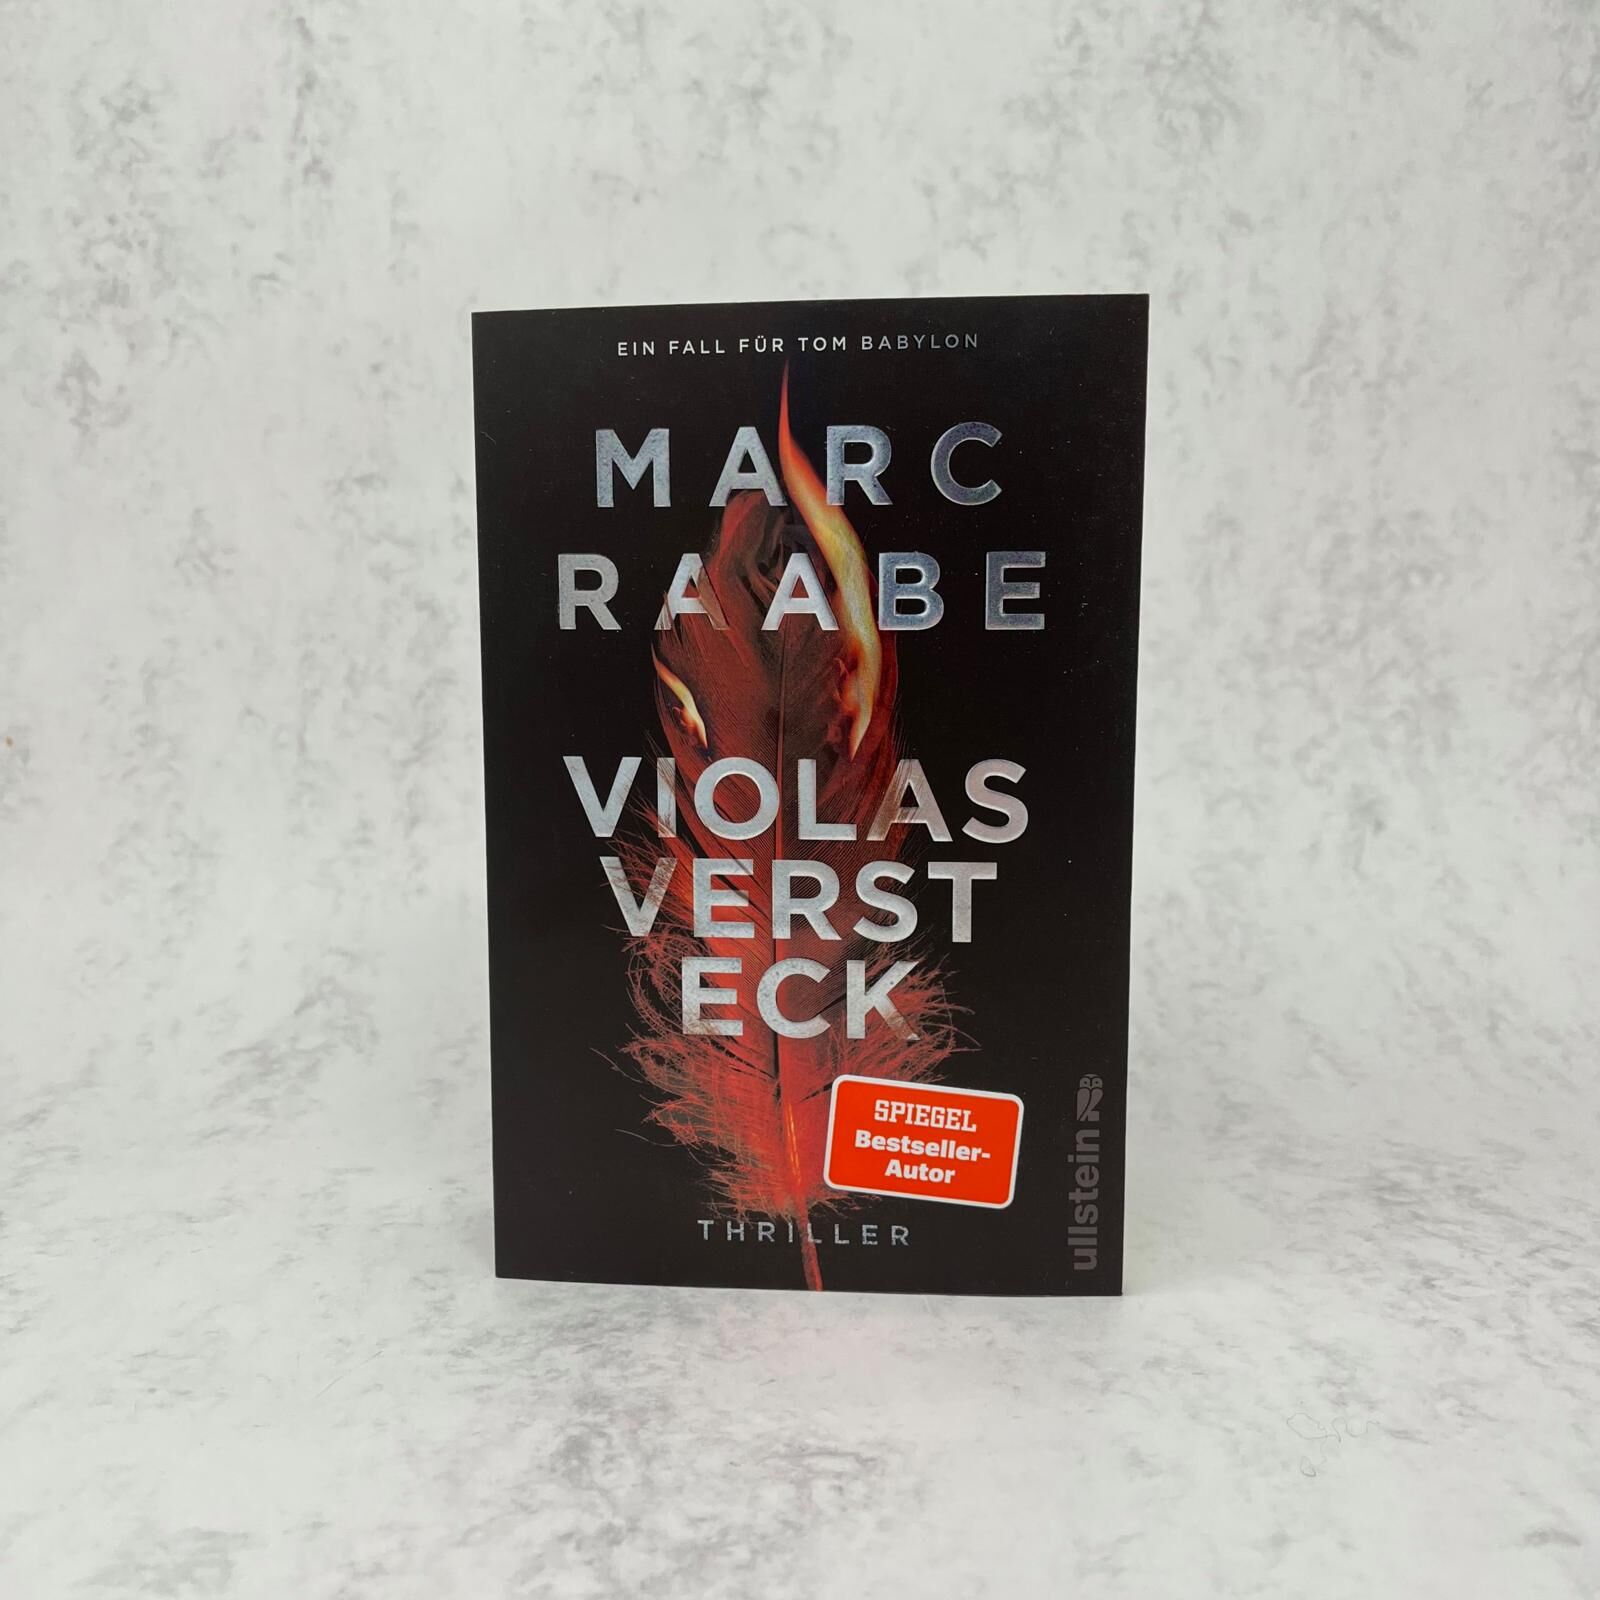 EIN FALL FÜR TOM BABYLON
MARC
RAABE
VIOLAS
VERST
ECK
SPIEGEL
Bestseller-
Autor
THRILLER
ullstein